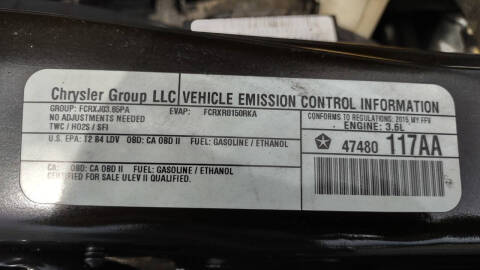 Chrysler Group LLC VEHICLE EMISSION CONTROL INFORMATION
GROUP: FCRXJ03.65PA EVAP: FCRXR0150RKA
NO ADJUSTMENTS NEEDED
TWC / HO2S / SFI
CONFORMS TO REGULATIONS: 2015 MY FFV
ENGINE: 3.6L
U.S. EPA: T2 B4 LDV OBD: CA OBD II FUEL: GASOLINE / ETHANOL
47480 117AA
CA: OBD: CA OBD II FUEL: GASOLINE / ETHANOL
CERTIFIED FOR SALE ULEV II QUALIFIED.